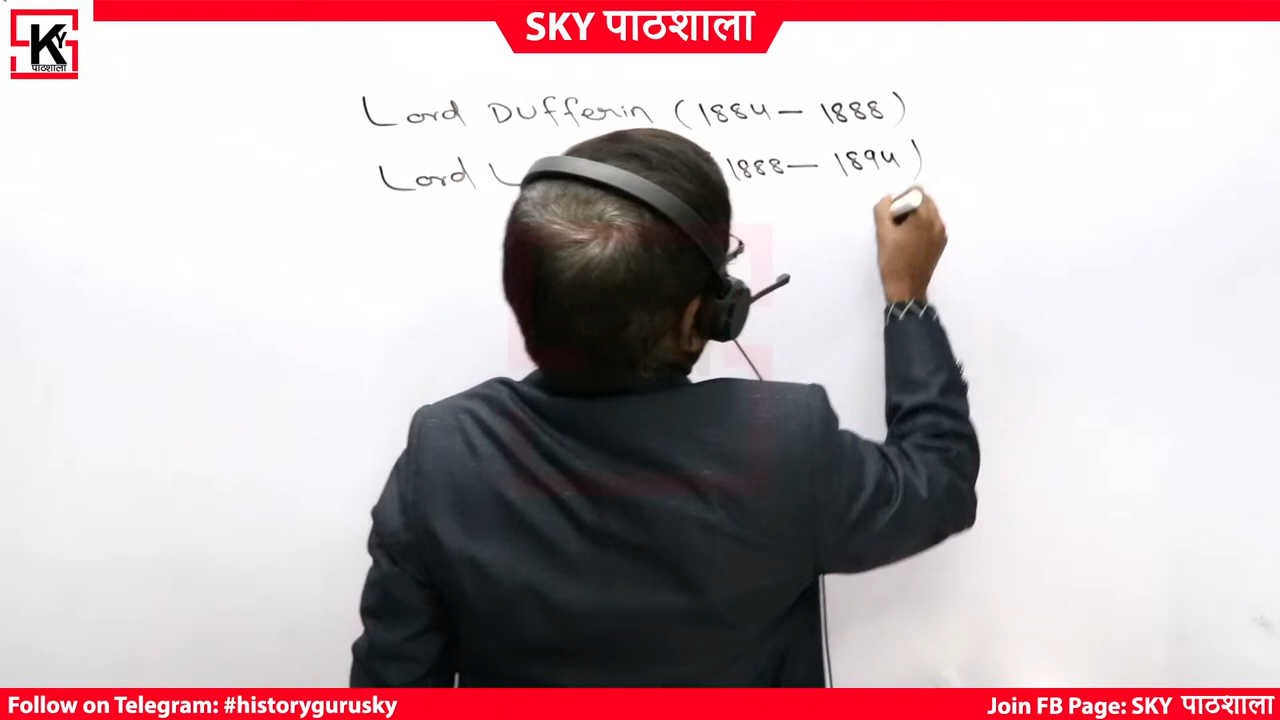 SKY पाठशाला
SKY
पाठशाला
Lord Dufferin (1884 - 1888)
Lord 1888 - 1894)
Follow on Telegram: #historygurusky
Join FB Page: SKY पाठशाला